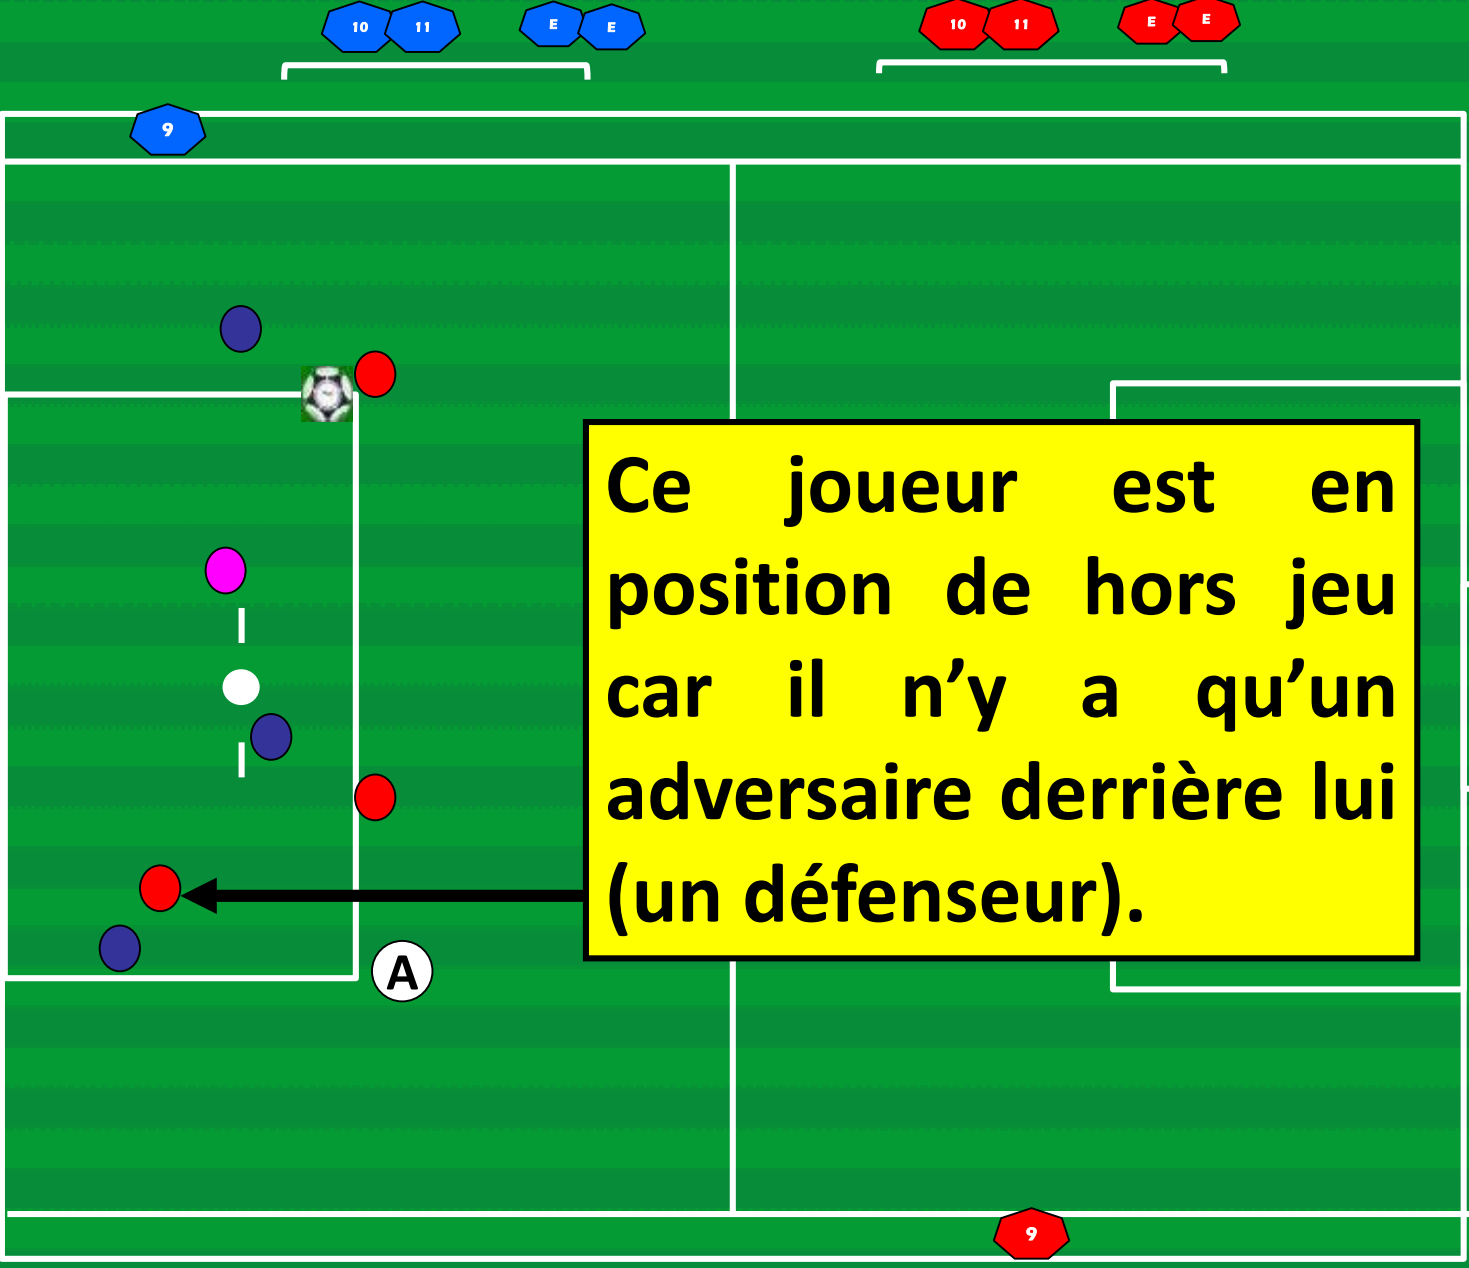 10 11 E E 10 11 E E
9
Ce joueur est en
position de hors jeu
car il n’y a qu’un
adversaire derrière lui
(un défenseur).
A
9